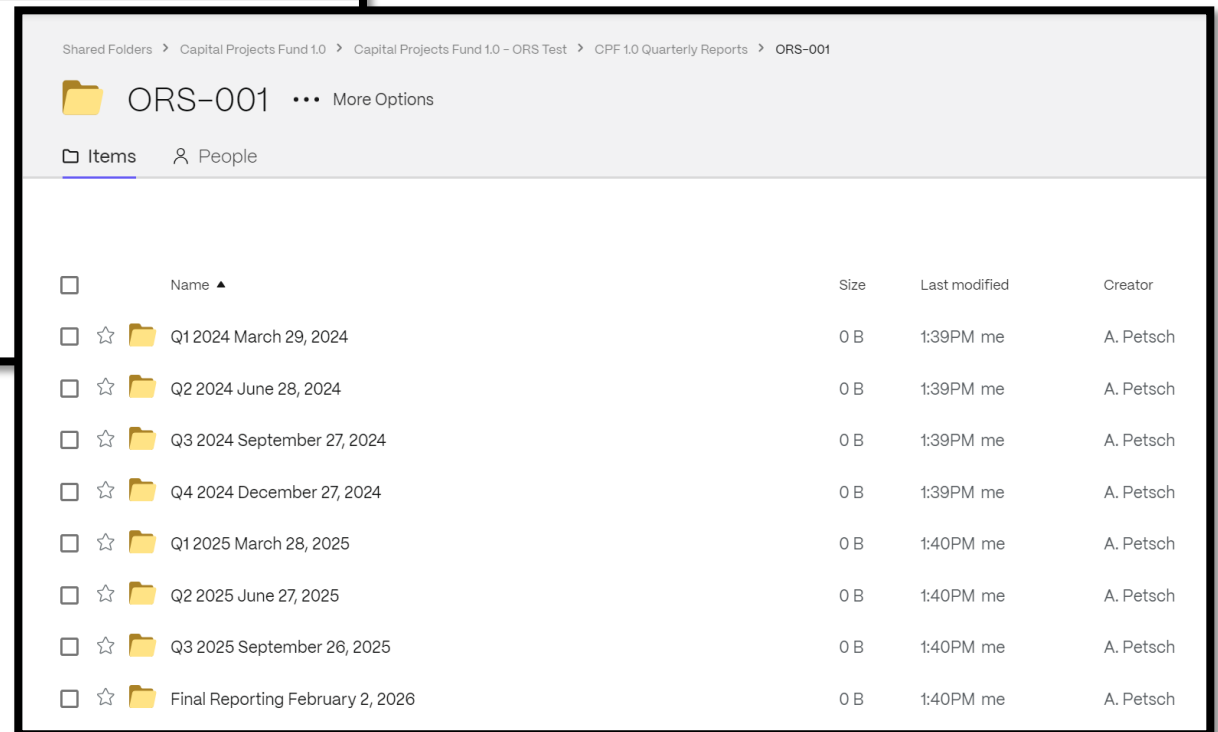 Shared Folders > Capital Projects Fund 1.0 > Capital Projects Fund 1.0 - ORS Test > CPF 1.0 Quarterly Reports > ORS-001
ORS-001 ••• More Options
Items People
Name ▲ Size Last modified Creator
Q1 2024 March 29, 2024 0 B 1:39PM me A. Petsch
Q2 2024 June 28, 2024 0 B 1:39PM me A. Petsch
Q3 2024 September 27, 2024 0 B 1:39PM me A. Petsch
Q4 2024 December 27, 2024 0 B 1:39PM me A. Petsch
Q1 2025 March 28, 2025 0 B 1:40PM me A. Petsch
Q2 2025 June 27, 2025 0 B 1:40PM me A. Petsch
Q3 2025 September 26, 2025 0 B 1:40PM me A. Petsch
Final Reporting February 2, 2026 0 B 1:40PM me A. Petsch